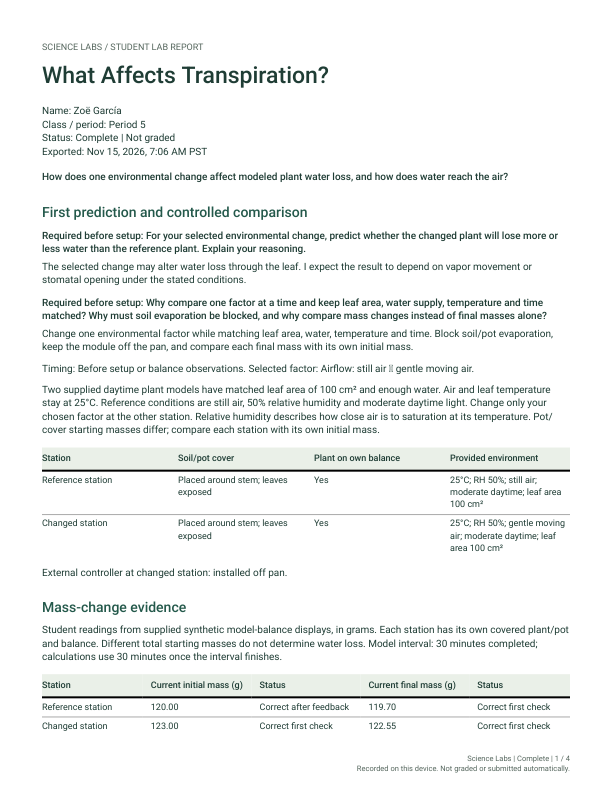 SCIENCE LABS / STUDENT LAB REPORT
What Affects Transpiration?
Name: Zoë García
Class / period: Period 5
Status: Complete | Not graded
Exported: Nov 15, 2026, 7:06 AM PST
How does one environmental change affect modeled plant water loss, and how does water reach the air?
First prediction and controlled comparison
Required before setup: For your selected environmental change, predict whether the changed plant will lose more or
less water than the reference plant. Explain your reasoning.
The selected change may alter water loss through the leaf. I expect the result to depend on vapor movement or
stomatal opening under the stated conditions.
Required before setup: Why compare one factor at a time and keep leaf area, water supply, temperature and time
matched? Why must soil evaporation be blocked, and why compare mass changes instead of final masses alone?
Change one environmental factor while matching leaf area, water, temperature and time. Block soil/pot evaporation,
keep the module off the pan, and compare each final mass with its own initial mass.
Timing: Before setup or balance observations. Selected factor: Airflow: still air gentle moving air.
Two supplied daytime plant models have matched leaf area of 100 cm² and enough water. Air and leaf temperature
stay at 25°C. Reference conditions are still air, 50% relative humidity and moderate daytime light. Change only your
chosen factor at the other station. Relative humidity describes how close air is to saturation at its temperature. Pot/
cover starting masses differ; compare each station with its own initial mass.
Station Soil/pot cover Plant on own balance Provided environment
Reference station Placed around stem; leaves Yes 25°C; RH 50%; still air;
exposed moderate daytime; leaf area
100 cm²
Changed station Placed around stem; leaves Yes 25°C; RH 50%; gentle moving
exposed air; moderate daytime; leaf
area 100 cm²
External controller at changed station: installed off pan.
Mass-change evidence
Student readings from supplied synthetic model-balance displays, in grams. Each station has its own covered plant/pot
and balance. Different total starting masses do not determine water loss. Model interval: 30 minutes completed;
calculations use 30 minutes once the interval finishes.
Station Current initial mass (g) Status Current final mass (g) Status
Reference station 120.00 Correct after feedback 119.70 Correct first check
Changed station 123.00 Correct first check 122.55 Correct first check
Science Labs | Complete | 1 / 4
Recorded on this device. Not graded or submitted automatically.